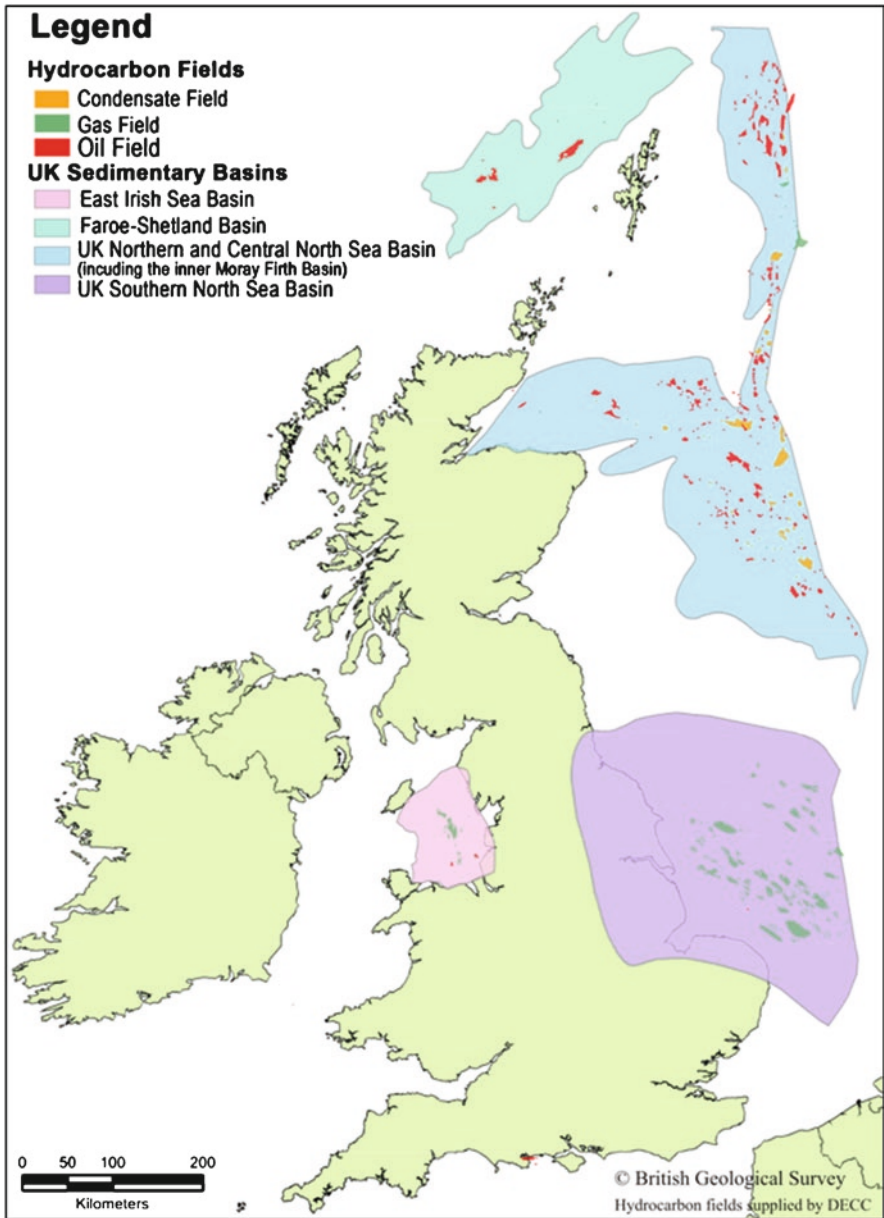 Legend
Hydrocarbon Fields
Condensate Field
Gas Field
Oil Field
UK Sedimentary Basins
East Irish Sea Basin
Faroe-Shetland Basin
UK Northern and Central North Sea Basin
(incuding the inner Moray Firth Basin)
UK Southern North Sea Basin
0 50 100 200
Kilometers
© British Geological Survey
Hydrocarbon fields supplied by DECC